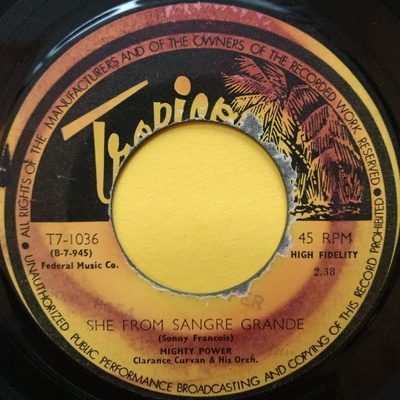 • ALL RIGHTS OF THE MANUFACTURERS AND OF THE OWNERS OF THE RECORDED WORK RESERVED •
Tropico
T7-1036
(B-7-945)
Federal Music Co.
45 RPM
HIGH FIDELITY
2.38
SHE FROM SANGRE GRANDE
(Sonny Francois)
MIGHTY POWER
Clarance Curvan & His Orch.
UNAUTHORIZED PUBLIC PERFORMANCE BROADCASTING AND COPYING OF THIS RECORD PROHIBITED